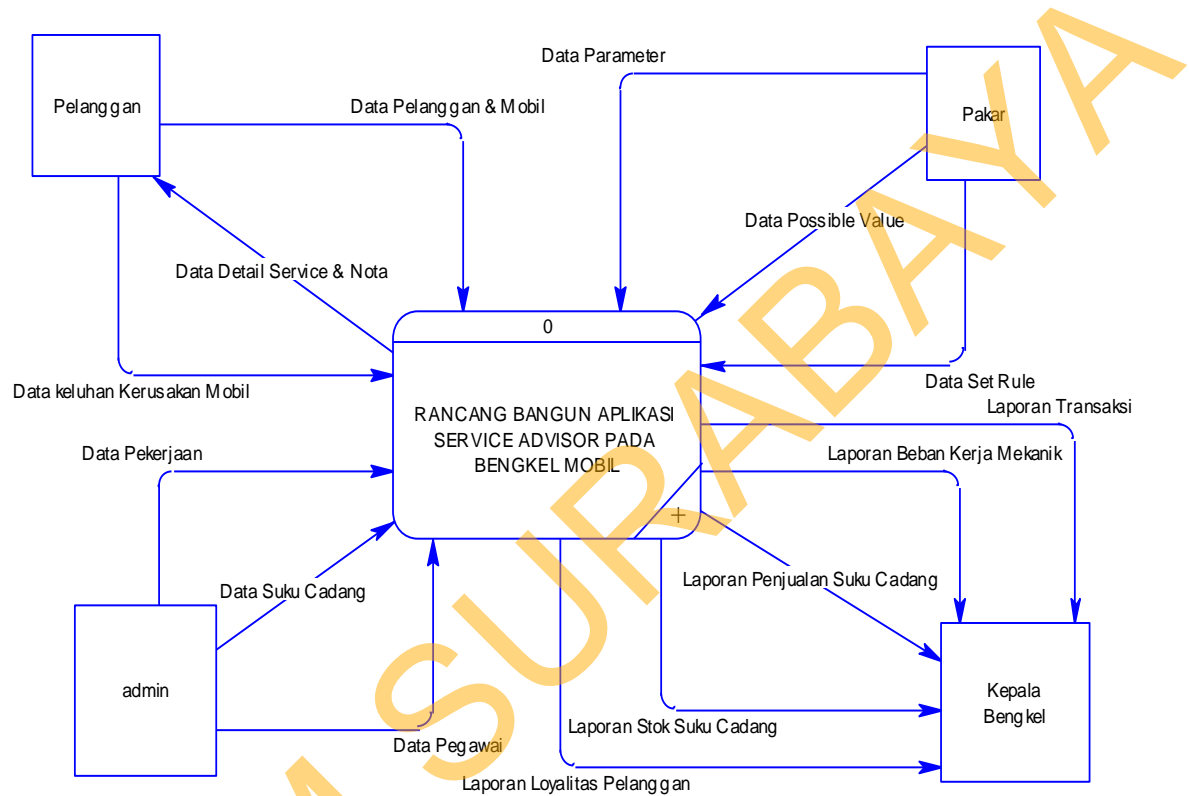 Data Parameter
Pelanggan
Data Pelanggan & Mobil
Pakar
Data Possible Value
Data Detail Service & Nota
0
Data keluhan Kerusakan Mobil
Data Set Rule
Laporan Transaksi
RANCANG BANGUN APLIKASI
SERVICE ADVISOR PADA
BENGKEL MOBIL
Data Pekerjaan
Laporan Beban Kerja Mekanik
+
Laporan Penjualan Suku Cadang
Data Suku Cadang
admin
Kepala
Bengkel
Laporan Stok Suku Cadang
Data Pegawai
Laporan Loyalitas Pelanggan
M SURABAYA